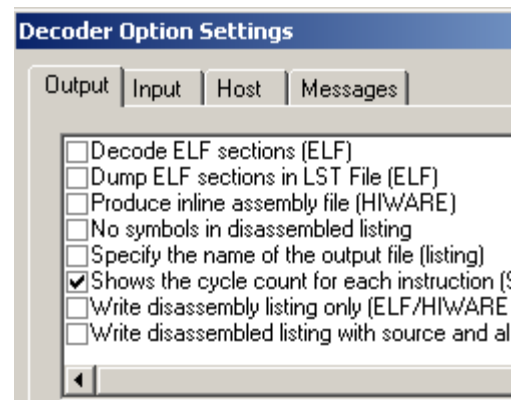 Decoder Option Settings
Output Input Host Messages
Decode ELF sections (ELF)
Dump ELF sections in LST File (ELF)
Produce inline assembly file (HIWARE)
No symbols in disassembled listing
Specify the name of the output file (listing)
Shows the cycle count for each instruction (
Write disassembly listing only (ELF/HIWARE
Write disassembled listing with source and al